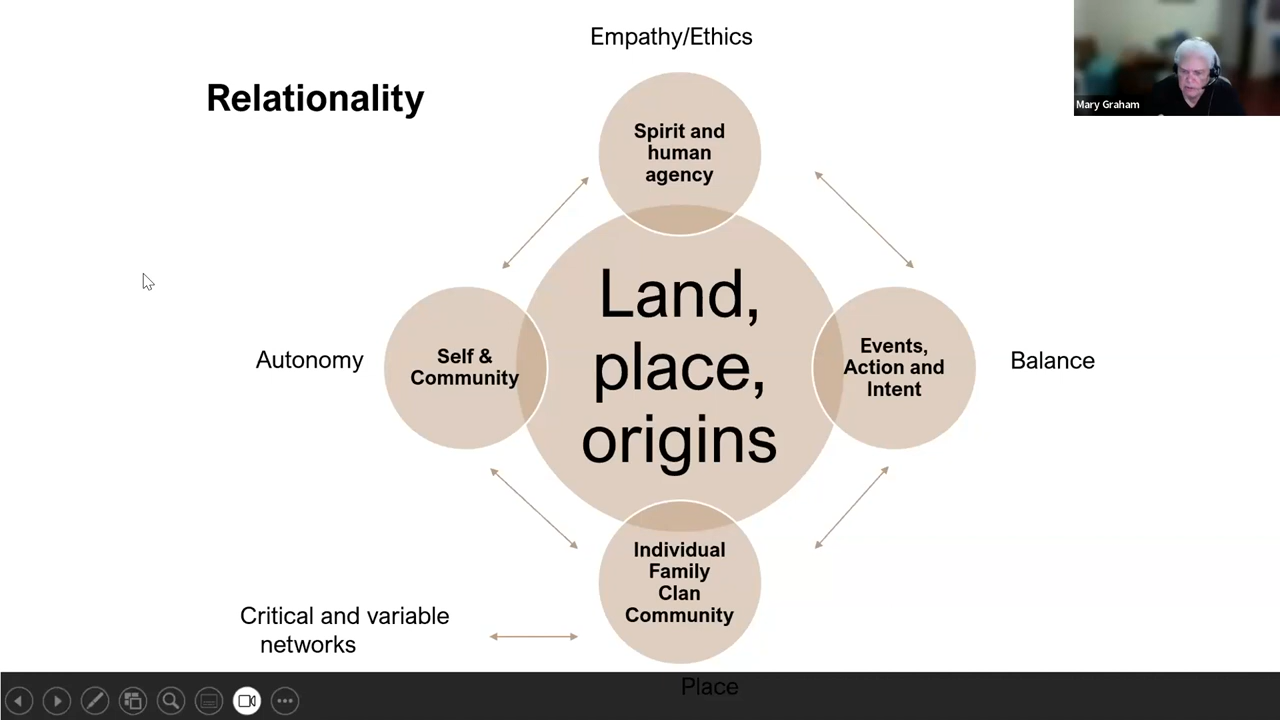 Empathy/Ethics
Mary Graham
Relationality
Spirit and
human
agency
Land,
place,
origins
Autonomy
Self &
Community
Events,
Action and
Intent
Balance
Individual
Family
Clan
Community
Critical and variable
networks
Place